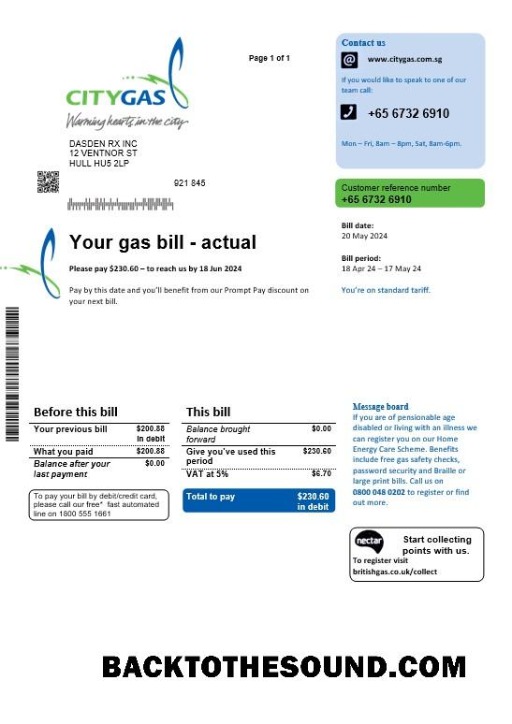 Page 1 of 1
CITYGAS
Warming hearts in the city
DASDEN RX INC
12 VENTNOR ST
HULL HU5 2LP
921 845
Contact us
@ www.citygas.com.sg
If you would like to speak to one of our
team call:
+65 6732 6910
Mon – Fri, 8am – 8pm, Sat, 8am-6pm.
Customer reference number
+65 6732 6910
Bill date:
20 May 2024
Bill period:
18 Apr 24 – 17 May 24
You're on standard tariff.
Your gas bill - actual
Please pay $230.60 – to reach us by 18 Jun 2024
Pay by this date and you'll benefit from our Prompt Pay discount on
your next bill.
Before this bill
Your previous bill $200.88
in debit
What you paid $200.88
Balance after your $0.00
last payment
To pay your bill by debit/credit card,
please call our free* fast automated
line on 1800 555 1661
This bill
Balance brought $0.00
forward
Give you've used this $230.60
period
VAT at 5% $6.70
Total to pay $230.60
in debit
Message board
If you are of pensionable age
disabled or living with an illness we
can register you on our Home
Energy Care Scheme. Benefits
include free gas safety checks,
password security and Braille or
large print bills. Call us on
0800 048 0202 to register or find
out more.
nectar
Start collecting
points with us.
To register visit
britishgas.co.uk/collect
BACKTOTHESOUND.COM